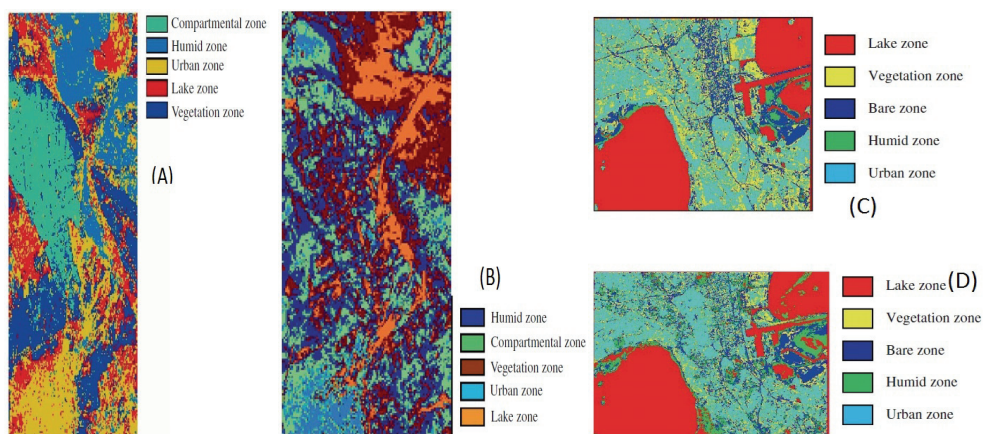 Compartmental zone
Humid zone
Urban zone
Lake zone
Vegetation zone
(A)
(B)
Humid zone
Compartmental zone
Vegetation zone
Urban zone
Lake zone
Lake zone
Vegetation zone
Bare zone
Humid zone
Urban zone
(C)
(D)
Lake zone
Vegetation zone
Bare zone
Humid zone
Urban zone